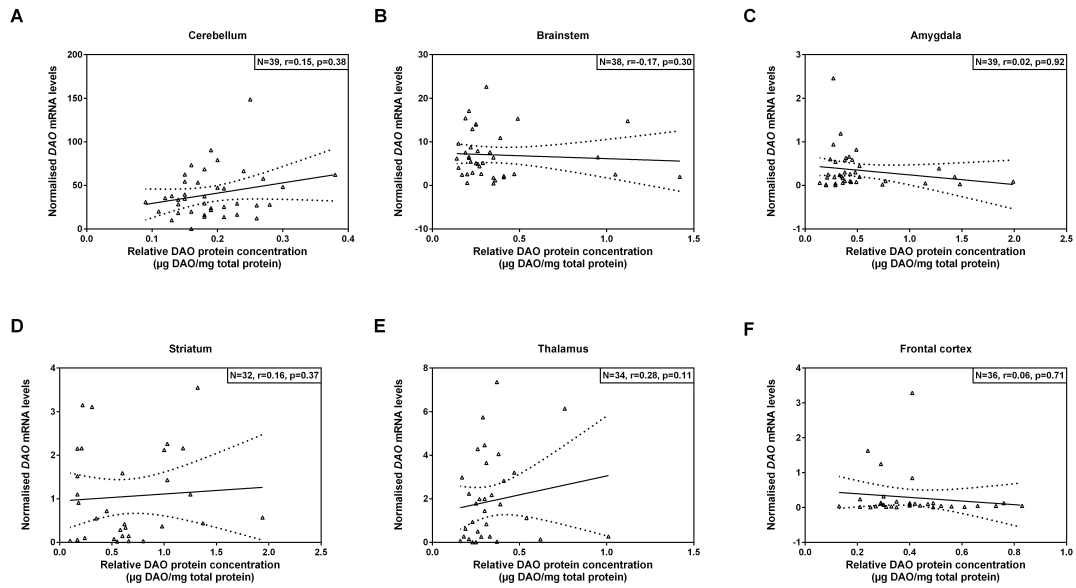 A
Cerebellum
N=39, r=0.15, p=0.38
Normalised DAO mRNA levels
200
150
100
50
0
0.0 0.1 0.2 0.3 0.4
Relative DAO protein concentration
(µg DAO/mg total protein)
B
Brainstem
N=38, r=-0.17, p=0.30
Normalised DAO mRNA levels
30
20
10
0
-10
0.0 0.5 1.0 1.5
Relative DAO protein concentration
(µg DAO/mg total protein)
C
Amygdala
N=39, r=0.02, p=0.92
Normalised DAO mRNA levels
3
2
1
0
-1
0.0 0.5 1.0 1.5 2.0 2.5
Relative DAO protein concentration
(µg DAO/mg total protein)
D
Striatum
N=32, r=0.16, p=0.37
Normalised DAO mRNA levels
4
3
2
1
0
0.0 0.5 1.0 1.5 2.0 2.5
Relative DAO protein concentration
(µg DAO/mg total protein)
E
Thalamus
N=34, r=0.28, p=0.11
Normalised DAO mRNA levels
8
6
4
2
0
0.0 0.5 1.0 1.5
Relative DAO protein concentration
(µg DAO/mg total protein)
F
Frontal cortex
N=36, r=0.06, p=0.71
Normalised DAO mRNA levels
4
3
2
1
0
-1
0.0 0.2 0.4 0.6 0.8 1.0
Relative DAO protein concentration
(µg DAO/mg total protein)